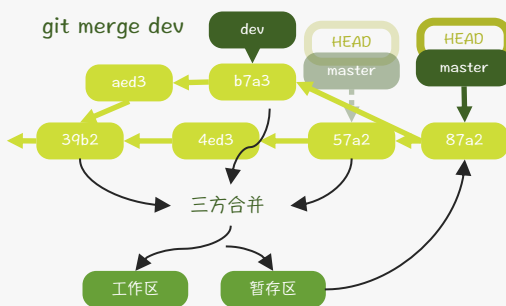 git merge dev
dev
HEAD
HEAD
master
master
aed3
b7a3
39b2
4ed3
57a2
87a2
三方合并
工作区
暂存区